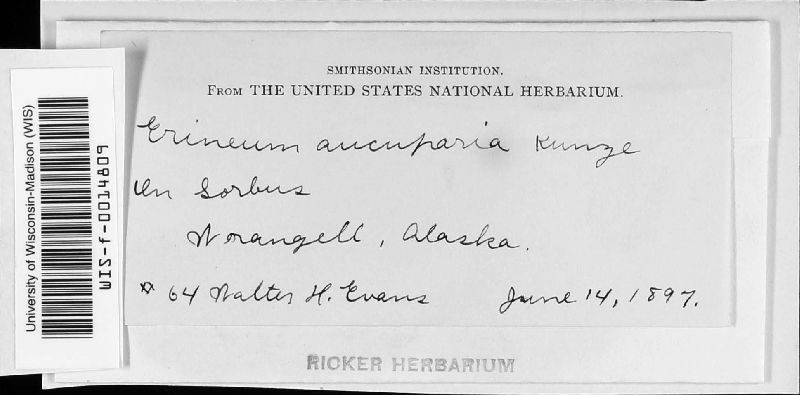 SMITHSONIAN INSTITUTION.
FROM THE UNITED STATES NATIONAL HERBARIUM.
Erineum aucuparia Kunze
On Sorbus
Wrangell, Alaska.
64 Walter H. Evans June 14, 1897.
RICKER HERBARIUM
University of Wisconsin-Madison (WIS)
WIS-f-0014809